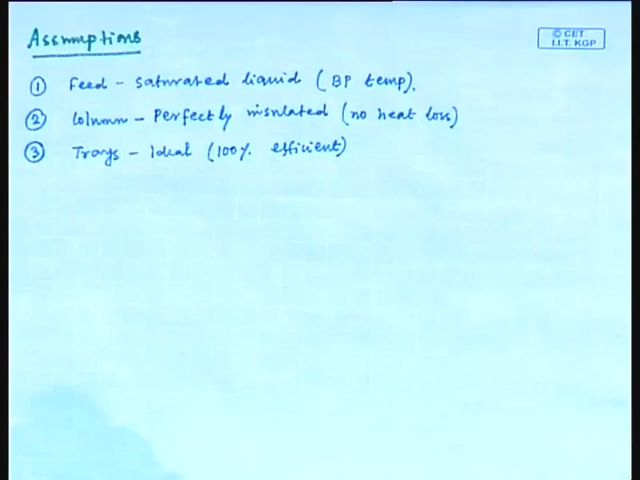 Assumptions
© CET
I.I.T. KGP
① Feed - saturated liquid (BP temp).
② Column - Perfectly insulated (no heat loss)
③ Trays - Ideal (100% efficient)